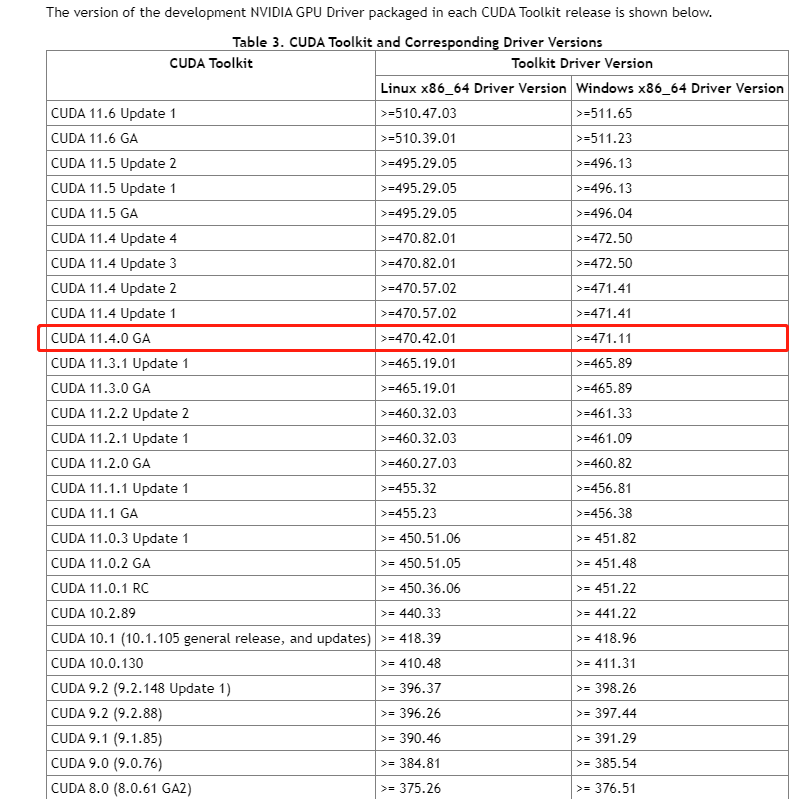 The version of the development NVIDIA GPU Driver packaged in each CUDA Toolkit release is shown below.
Table 3. CUDA Toolkit and Corresponding Driver Versions
CUDA Toolkit Toolkit Driver Version
Linux x86_64 Driver Version Windows x86_64 Driver Version
CUDA 11.6 Update 1 >=510.47.03 >=511.65
CUDA 11.6 GA >=510.39.01 >=511.23
CUDA 11.5 Update 2 >=495.29.05 >=496.13
CUDA 11.5 Update 1 >=495.29.05 >=496.13
CUDA 11.5 GA >=495.29.05 >=496.04
CUDA 11.4 Update 4 >=470.82.01 >=472.50
CUDA 11.4 Update 3 >=470.82.01 >=472.50
CUDA 11.4 Update 2 >=470.57.02 >=471.41
CUDA 11.4 Update 1 >=470.57.02 >=471.41
CUDA 11.4.0 GA >=470.42.01 >=471.11
CUDA 11.3.1 Update 1 >=465.19.01 >=465.89
CUDA 11.3.0 GA >=465.19.01 >=465.89
CUDA 11.2.2 Update 2 >=460.32.03 >=461.33
CUDA 11.2.1 Update 1 >=460.32.03 >=461.09
CUDA 11.2.0 GA >=460.27.03 >=460.82
CUDA 11.1.1 Update 1 >=455.32 >=456.81
CUDA 11.1 GA >=455.23 >=456.38
CUDA 11.0.3 Update 1 >= 450.51.06 >= 451.82
CUDA 11.0.2 GA >= 450.51.05 >= 451.48
CUDA 11.0.1 RC >= 450.36.06 >= 451.22
CUDA 10.2.89 >= 440.33 >= 441.22
CUDA 10.1 (10.1.105 general release, and updates) >= 418.39 >= 418.96
CUDA 10.0.130 >= 410.48 >= 411.31
CUDA 9.2 (9.2.148 Update 1) >= 396.37 >= 398.26
CUDA 9.2 (9.2.88) >= 396.26 >= 397.44
CUDA 9.1 (9.1.85) >= 390.46 >= 391.29
CUDA 9.0 (9.0.76) >= 384.81 >= 385.54
CUDA 8.0 (8.0.61 GA2) >= 375.26 >= 376.51